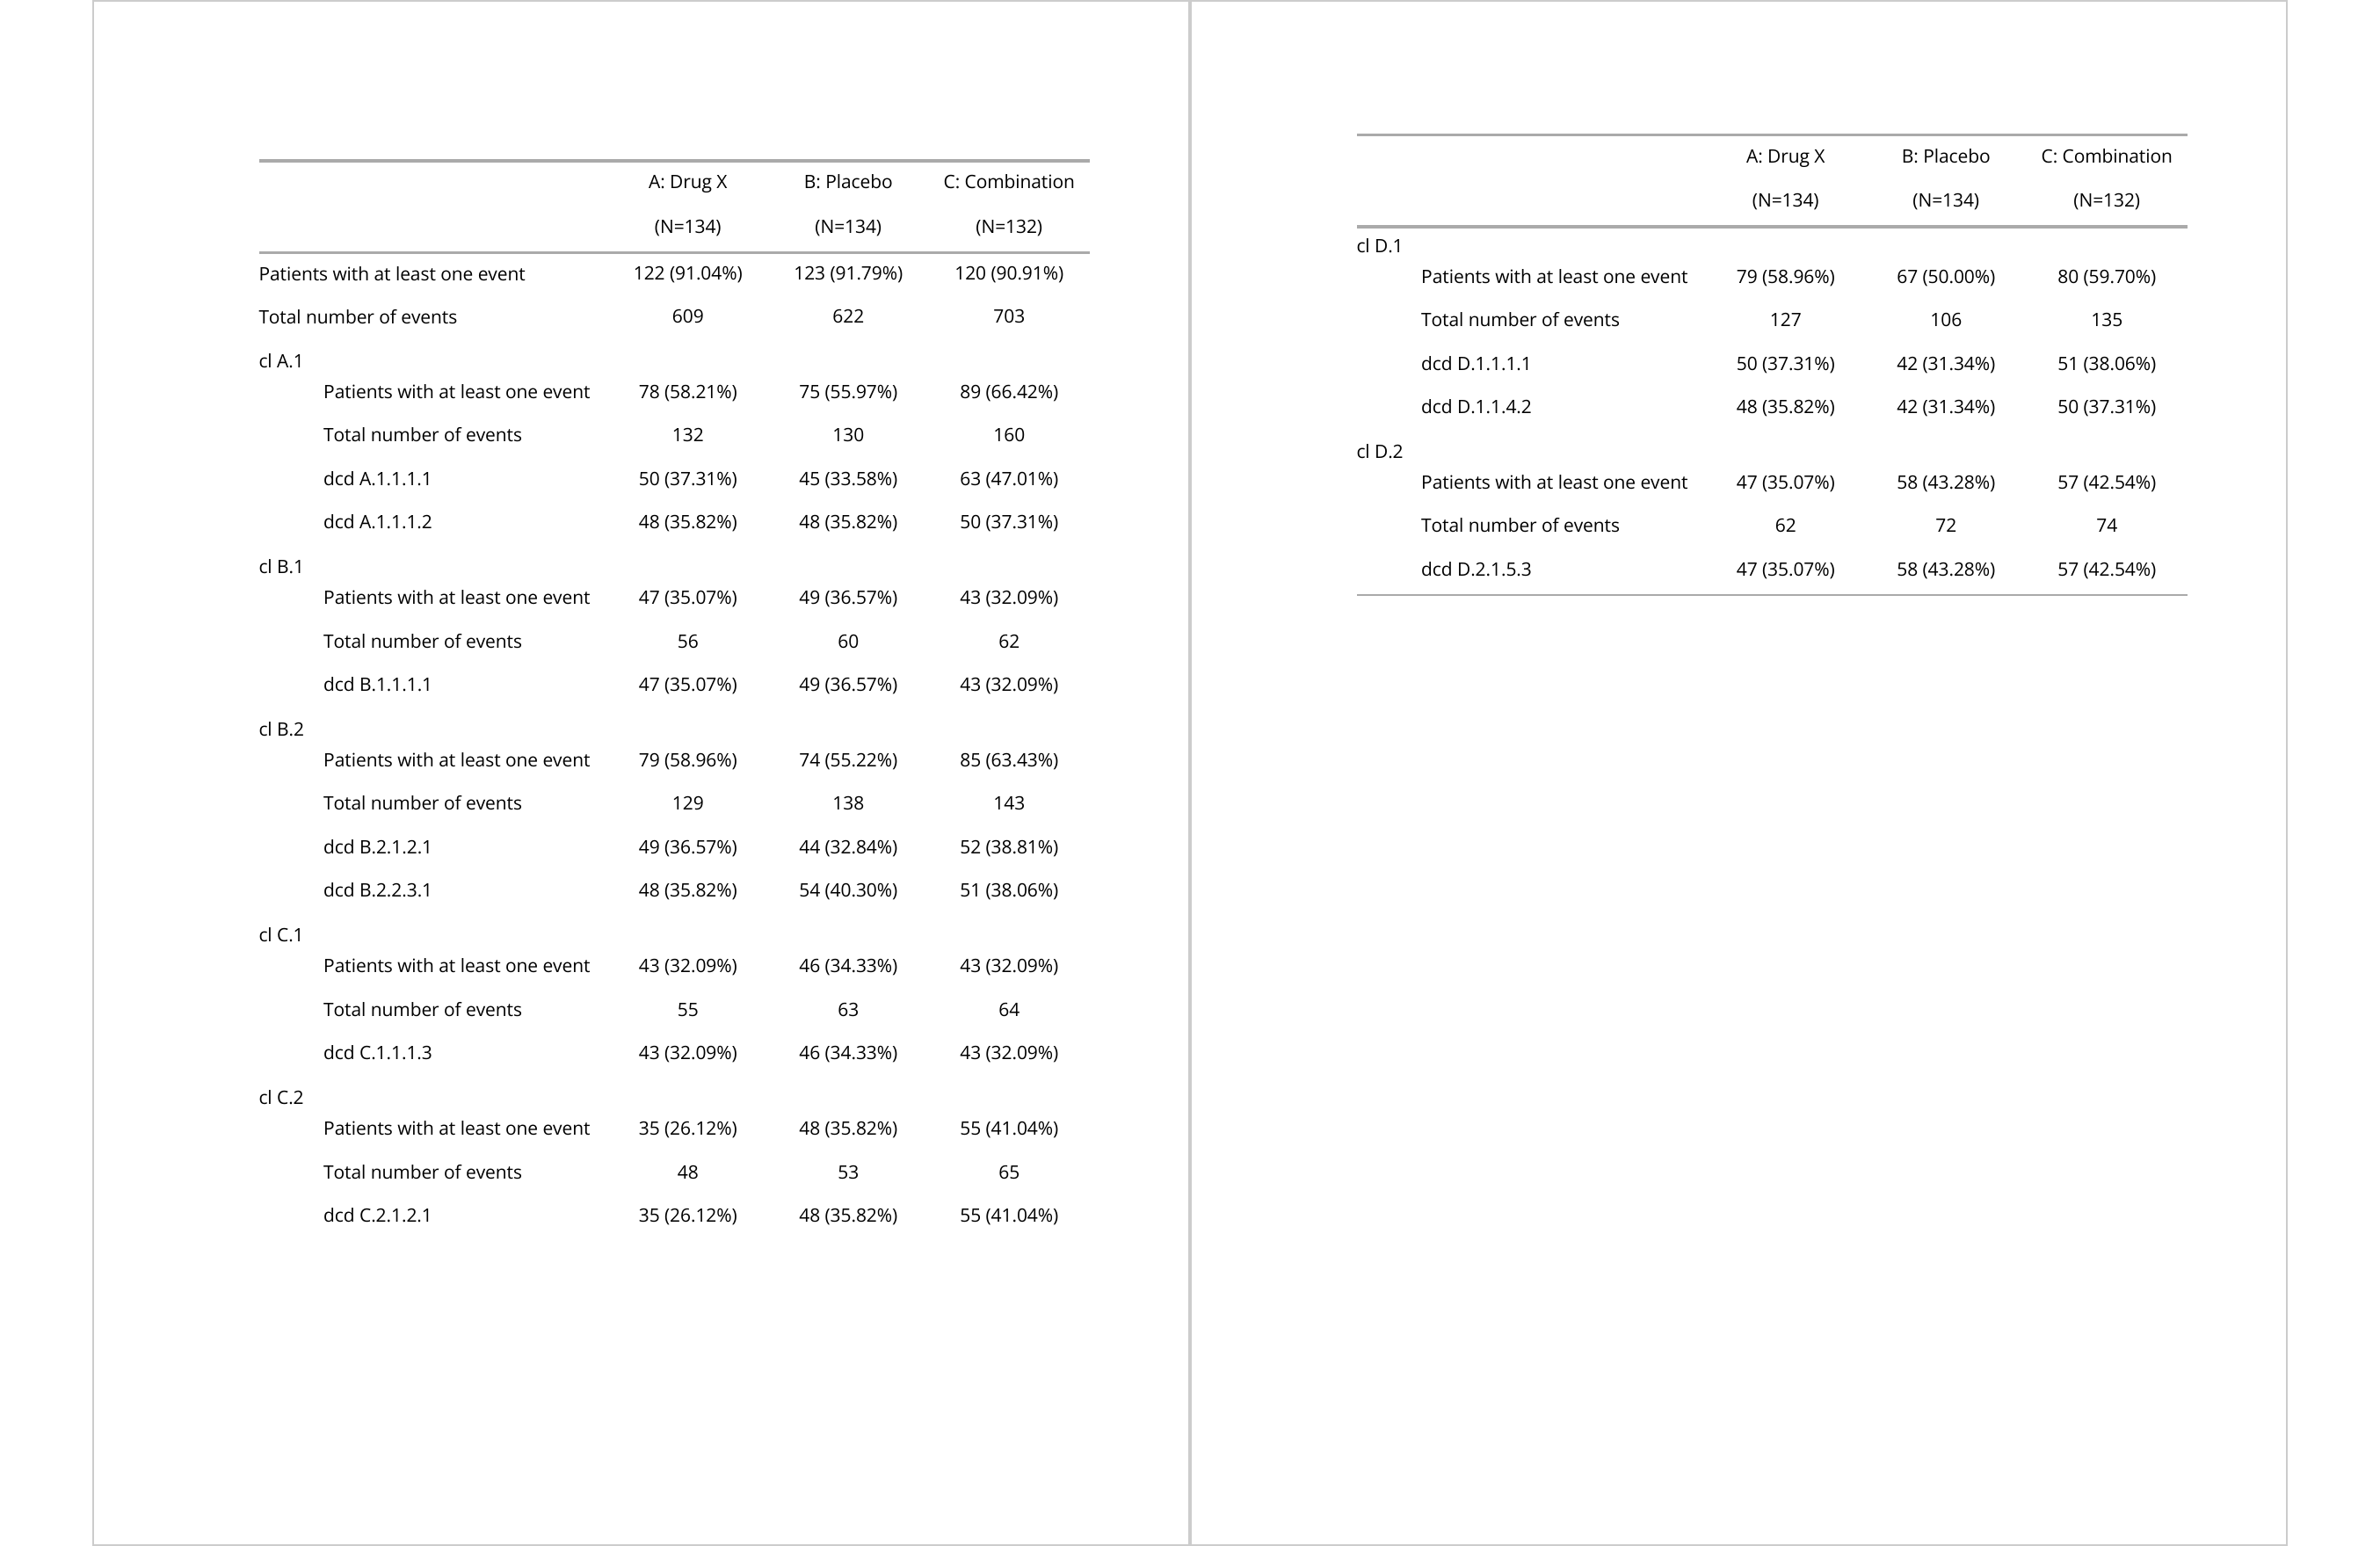 A: Drug X B: Placebo C: Combination
(N=134) (N=134) (N=132)
Patients with at least one event 122 (91.04%) 123 (91.79%) 120 (90.91%)
Total number of events 609 622 703
cl A.1
Patients with at least one event 78 (58.21%) 75 (55.97%) 89 (66.42%)
Total number of events 132 130 160
dcd A.1.1.1.1 50 (37.31%) 45 (33.58%) 63 (47.01%)
dcd A.1.1.1.2 48 (35.82%) 48 (35.82%) 50 (37.31%)
cl B.1
Patients with at least one event 47 (35.07%) 49 (36.57%) 43 (32.09%)
Total number of events 56 60 62
dcd B.1.1.1.1 47 (35.07%) 49 (36.57%) 43 (32.09%)
cl B.2
Patients with at least one event 79 (58.96%) 74 (55.22%) 85 (63.43%)
Total number of events 129 138 143
dcd B.2.1.2.1 49 (36.57%) 44 (32.84%) 52 (38.81%)
dcd B.2.2.3.1 48 (35.82%) 54 (40.30%) 51 (38.06%)
cl C.1
Patients with at least one event 43 (32.09%) 46 (34.33%) 43 (32.09%)
Total number of events 55 63 64
dcd C.1.1.1.3 43 (32.09%) 46 (34.33%) 43 (32.09%)
cl C.2
Patients with at least one event 35 (26.12%) 48 (35.82%) 55 (41.04%)
Total number of events 48 53 65
dcd C.2.1.2.1 35 (26.12%) 48 (35.82%) 55 (41.04%)
A: Drug X B: Placebo C: Combination
(N=134) (N=134) (N=132)
cl D.1
Patients with at least one event 79 (58.96%) 67 (50.00%) 80 (59.70%)
Total number of events 127 106 135
dcd D.1.1.1.1 50 (37.31%) 42 (31.34%) 51 (38.06%)
dcd D.1.1.4.2 48 (35.82%) 42 (31.34%) 50 (37.31%)
cl D.2
Patients with at least one event 47 (35.07%) 58 (43.28%) 57 (42.54%)
Total number of events 62 72 74
dcd D.2.1.5.3 47 (35.07%) 58 (43.28%) 57 (42.54%)